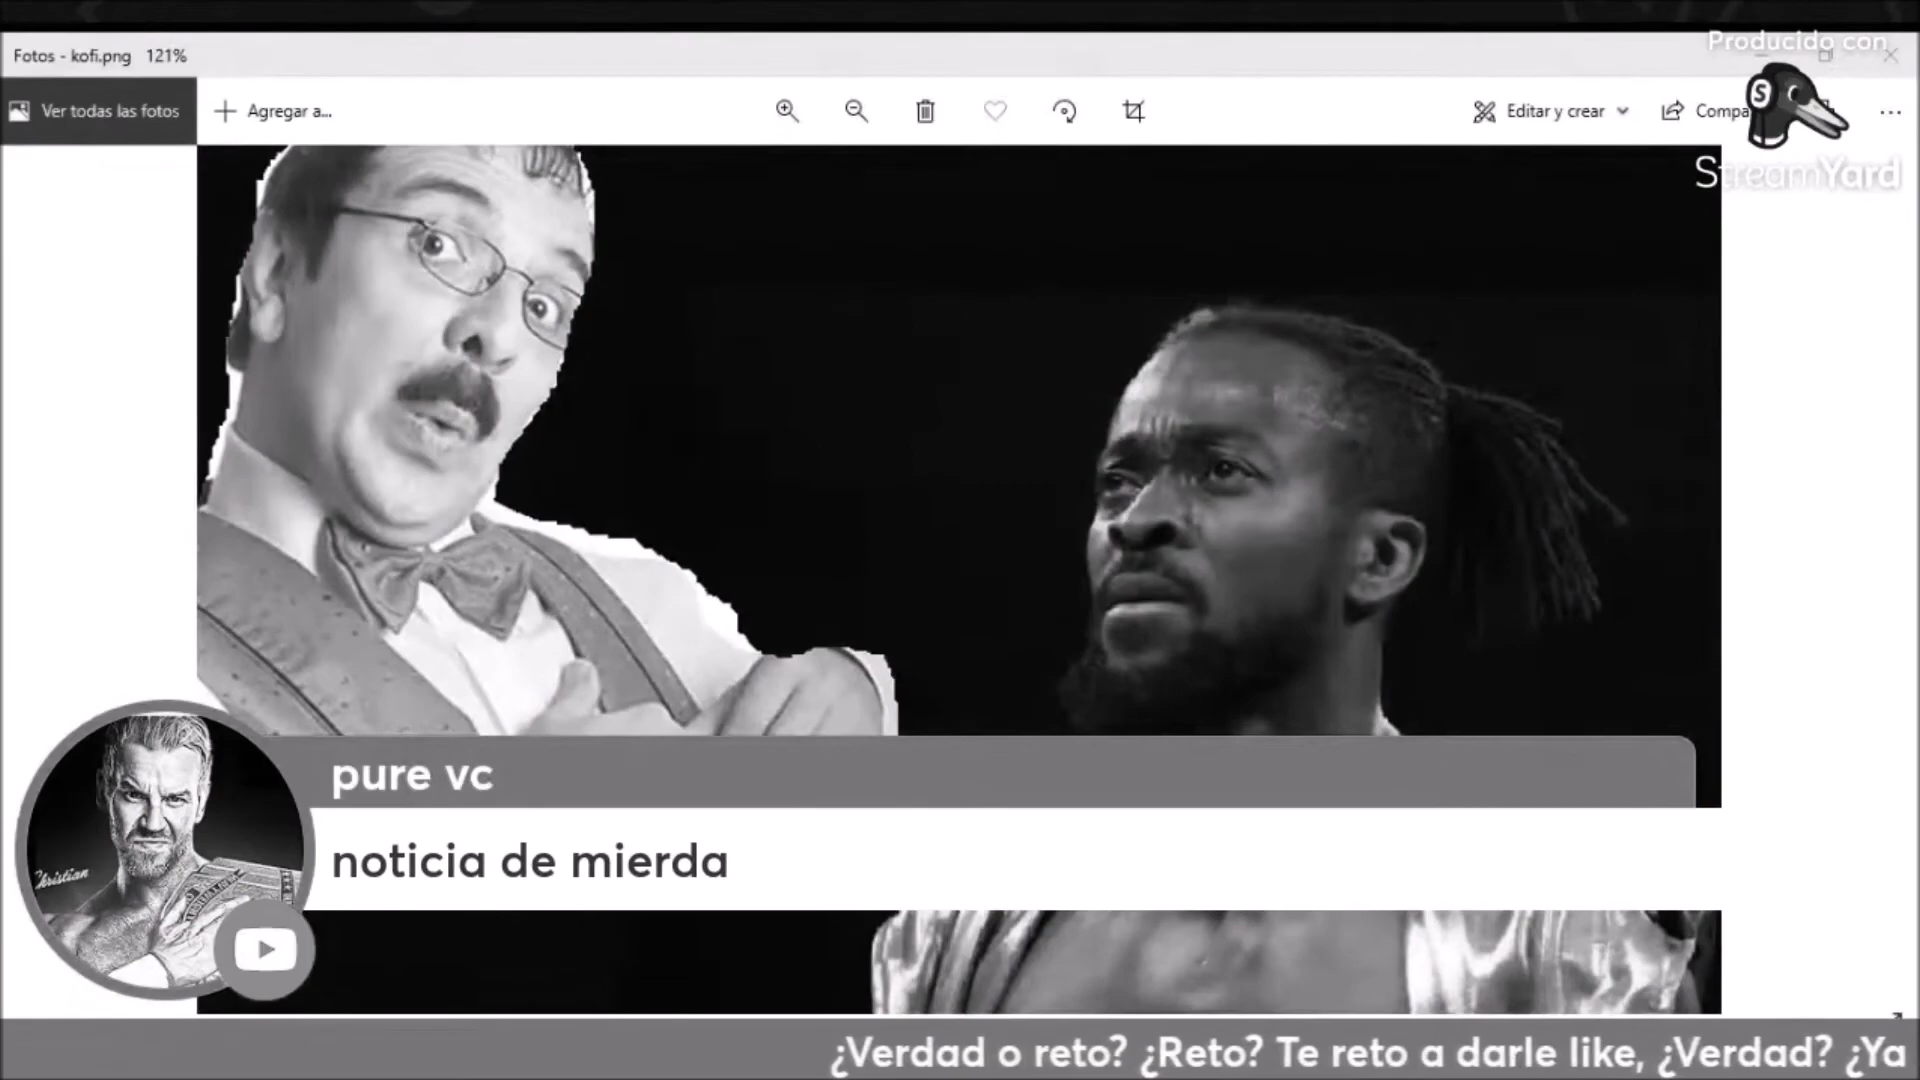 Producido con
Fotos - kofi.png 121%
Ver todas las fotos
Agregar a...
Editar y crear
Compa
S
StreamYard
pure vc
noticia de mierda
Christian
¿Verdad o reto? ¿Reto? Te reto a darle like, ¿Verdad? ¿Ya